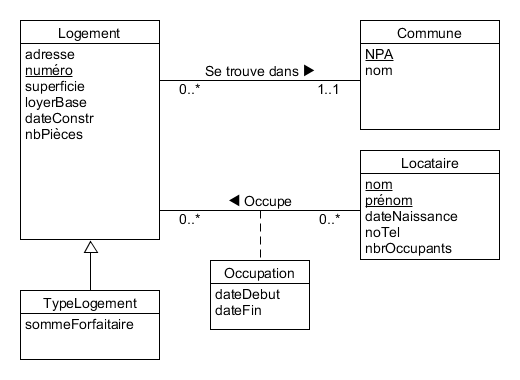 Logement
adresse
numéro
superficie
loyerBase
dateConstr
nbPièces
Se trouve dans ▶
0..*
1..1
Commune
NPA
nom
◀ Occupe
0..*
0..*
Locataire
nom
prénom
dateNaissance
noTel
nbrOccupants
Occupation
dateDebut
dateFin
TypeLogement
sommeForfaitaire